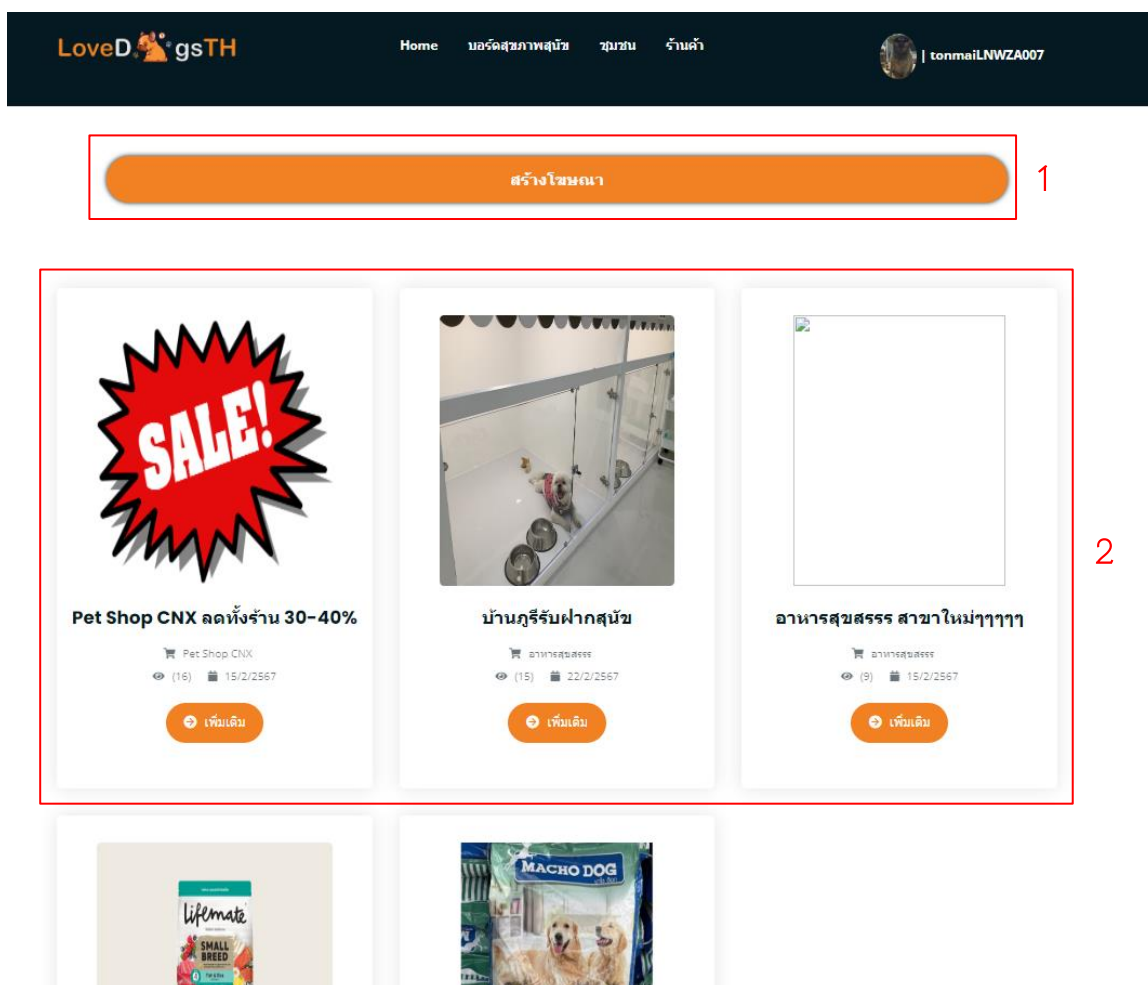 LoveD gsTH
Home บอร์ดสุขภาพสุนัข ชุมชน ร้านค้า
| tonmaiLNWZA007
สร้างโฆษณา
1
SALE!
2
Pet Shop CNX ลดทั้งร้าน 30-40%
Pet Shop CNX
(16) 15/2/2567
เพิ่มเติม
บ้านภูรีรับฝากสุนัข
อาหารสุขสรรร
(15) 22/2/2567
เพิ่มเติม
อาหารสุขสรรร สาขาใหม่ๆๆๆๆๆ
อาหารสุขสรรร
(9) 15/2/2567
เพิ่มเติม
Lifemate
SMALL
BREED
MACHO DOG